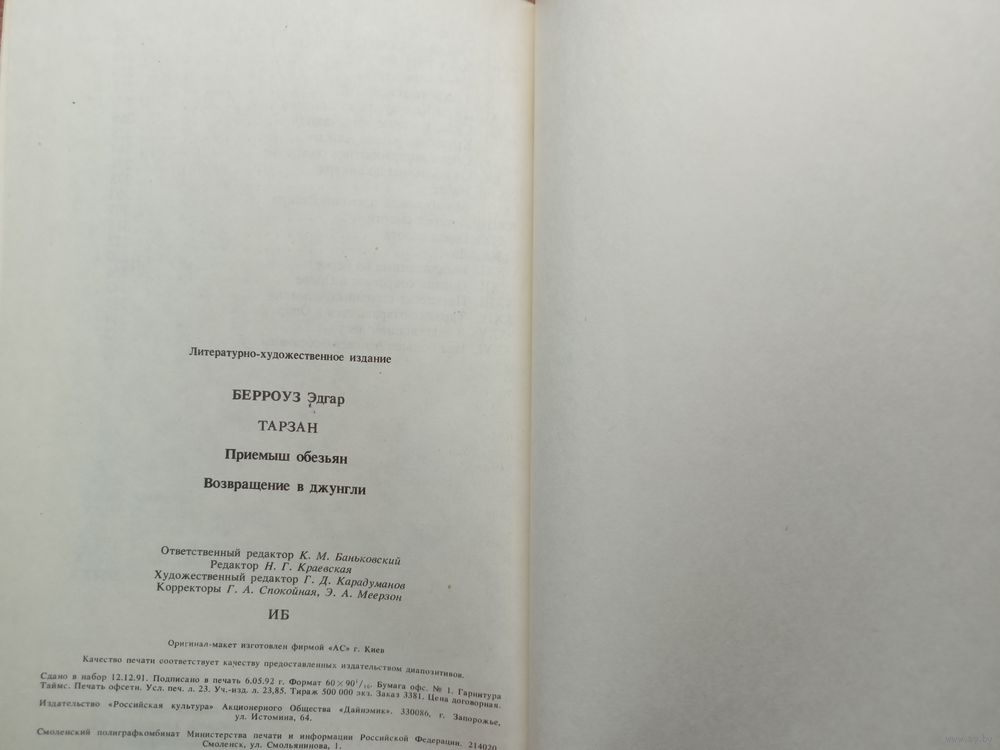 Литературно-художественное издание
БЕРРОУЗ Эдгар
ТАРЗАН
Приемыш обезьян
Возвращение в джунгли
Ответственный редактор К. М. Баньковский
Редактор Н. Г. Краевская
Художественный редактор Г. Д. Карадуманов
Корректоры Г. А. Спокойная, Э. А. Меерзон
ИБ
Оригинал-макет изготовлен фирмой «АС» г. Киев
Качество печати соответствует качеству предоставленных издательством диапозитивов.
Сдано в набор 12.12.91. Подписано в печать 6.05.92 г. Формат 60×90¹/₁₆. Бумага офс. № 1. Гарнитура
Таймс. Печать офсетн. Усл. печ. л. 23. Уч.-изд. л. 23,85. Тираж 500 000 экз. Заказ 3381. Цена договорная.
Издательство «Российская культура» Акционерного Общества «Дайнэмик». 330086, г. Запорожье,
ул. Истомина, 64.
Смоленский полиграфкомбинат Министерства печати и информации Российской Федерации. 214020,
Смоленск, ул. Смольянинова, 1.